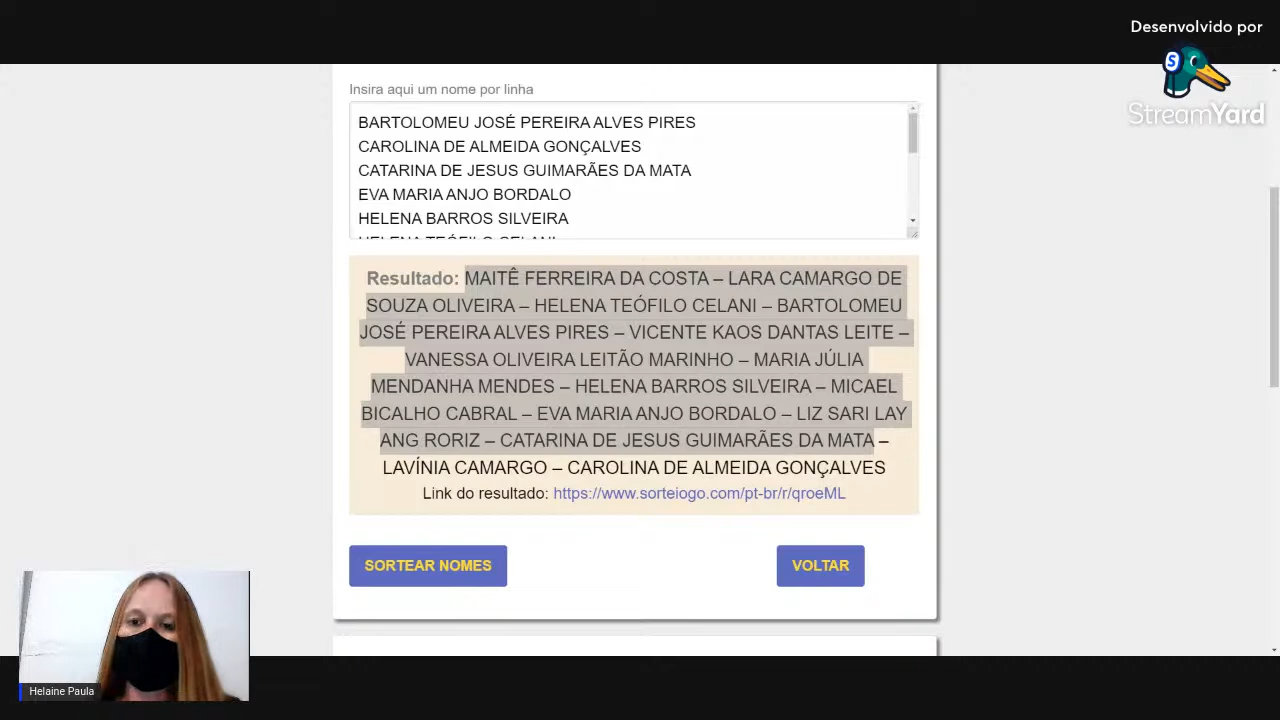 Desenvolvido por
StreamYard
Insira aqui um nome por linha
BARTOLOMEU JOSÉ PEREIRA ALVES PIRES
CAROLINA DE ALMEIDA GONÇALVES
CATARINA DE JESUS GUIMARÃES DA MATA
EVA MARIA ANJO BORDALO
HELENA BARROS SILVEIRA
HELENA TEÓFILO CELANI
Resultado: MAITÊ FERREIRA DA COSTA – LARA CAMARGO DE
SOUZA OLIVEIRA – HELENA TEÓFILO CELANI – BARTOLOMEU
JOSÉ PEREIRA ALVES PIRES – VICENTE KAOS DANTAS LEITE –
VANESSA OLIVEIRA LEITÃO MARINHO – MARIA JÚLIA
MENDANHA MENDES – HELENA BARROS SILVEIRA – MICAEL
BICALHO CABRAL – EVA MARIA ANJO BORDALO – LIZ SARI LAY
ANG RORIZ – CATARINA DE JESUS GUIMARÃES DA MATA –
LAVÍNIA CAMARGO – CAROLINA DE ALMEIDA GONÇALVES
Link do resultado: https://www.sorteiogo.com/pt-br/r/qroeML
SORTEAR NOMES
VOLTAR
Helaine Paula